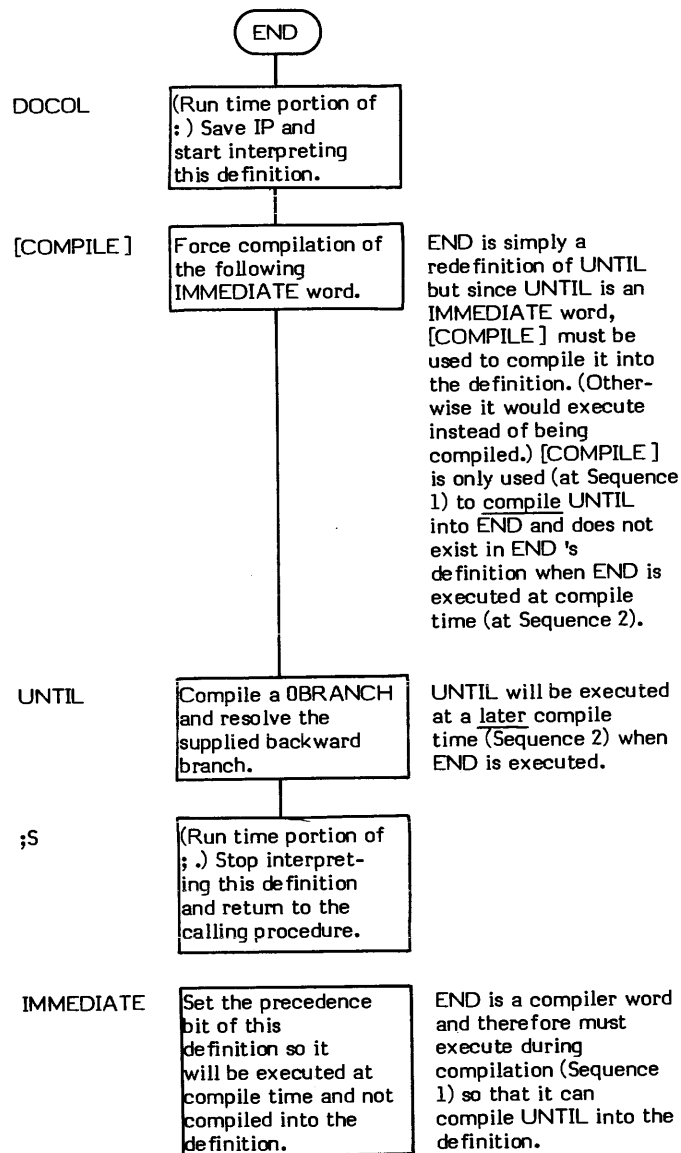 END
DOCOL
(Run time portion of
: ) Save IP and
start interpreting
this definition.
[COMPILE]
Force compilation of
the following
IMMEDIATE word.
END is simply a
redefinition of UNTIL
but since UNTIL is an
IMMEDIATE word,
[COMPILE] must be
used to compile it into
the definition. (Other-
wise it would execute
instead of being
compiled.) [COMPILE]
is only used (at Sequence
1) to compile UNTIL
into END and does not
exist in END 's
definition when END is
executed at compile
time (at Sequence 2).
UNTIL
Compile a 0BRANCH
and resolve the
supplied backward
branch.
UNTIL will be executed
at a later compile
time (Sequence 2) when
END is executed.
;S
(Run time portion of
; .) Stop interpret-
ing this definition
and return to the
calling procedure.
IMMEDIATE
Set the precedence
bit of this
definition so it
will be executed at
compile time and not
compiled into the
definition.
END is a compiler word
and therefore must
execute during
compilation (Sequence
1) so that it can
compile UNTIL into the
definition.